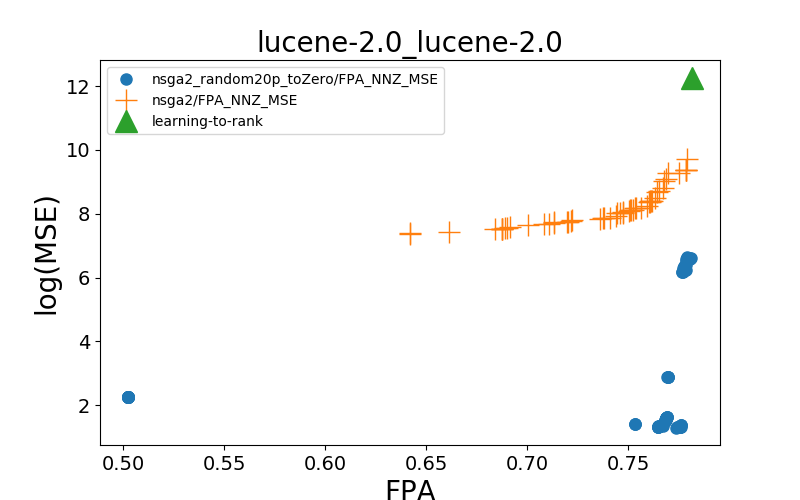 lucene-2.0_lucene-2.0
nsga2_random20p_toZero/FPA_NNZ_MSE
nsga2/FPA_NNZ_MSE
learning-to-rank
log(MSE)
12
10
8
6
4
2
0.50 0.55 0.60 0.65 0.70 0.75
FPA